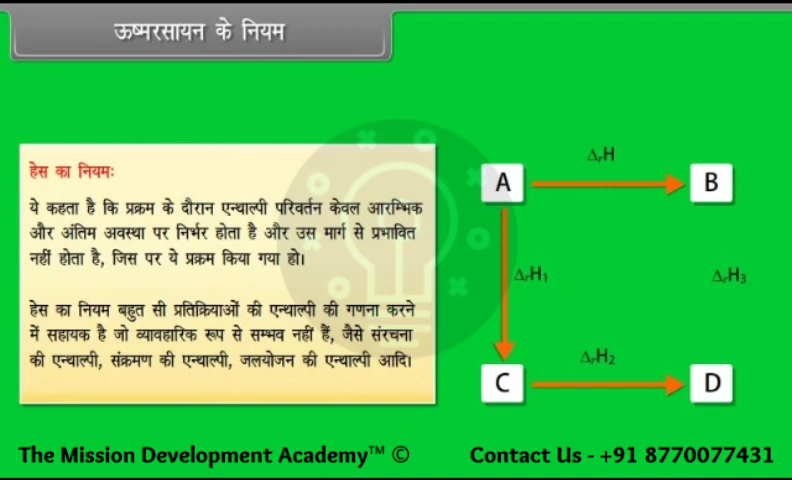 ऊष्मरसायन के नियम
हेस का नियमः
ये कहता है कि प्रक्रम के दौरान एन्थाल्पी परिवर्तन केवल आरम्भिक
और अंतिम अवस्था पर निर्भर होता है और उस मार्ग से प्रभावित
नहीं होता है, जिस पर ये प्रक्रम किया गया हो।
हेस का नियम बहुत सी प्रतिक्रियाओं की एन्थाल्पी की गणना करने
में सहायक है जो व्यावहारिक रूप से सम्भव नहीं हैं, जैसे संरचना
की एन्थाल्पी, संक्रमण की एन्थाल्पी, जलयोजन की एन्थाल्पी आदि।
ΔᵣH
A B
ΔᵣH₁ ΔᵣH₃
ΔᵣH₂
C D
The Mission Development Academy™ © Contact Us - +91 8770077431